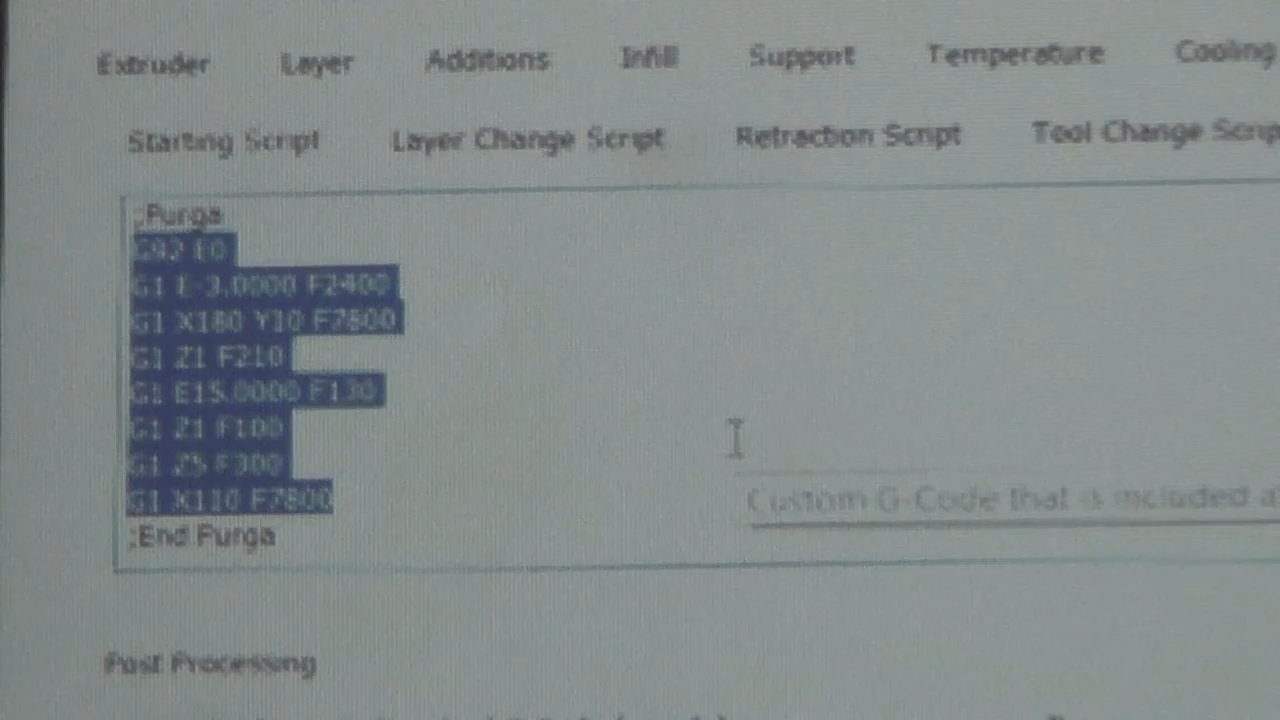 Extruder Layer Additions Infill Support Temperature Cooling
Starting Script Layer Change Script Retraction Script Tool Change Scrip
;Purga
G92 E0
G1 E-3.0000 F2400
G1 X180 Y10 F7800
G1 Z1 F210
G1 E15.0000 F130
G1 Z1 F100
G1 Z5 F300
G1 X110 F7800
;End Purga
Custom G-Code that is included a
Post Processing